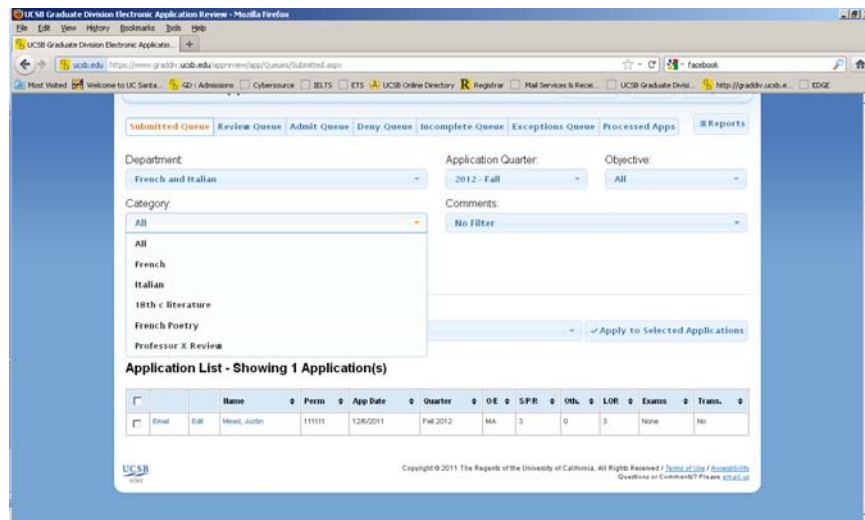 UCSB Graduate Division Electronic Application Review - Mozilla Firefox
File Edit View History Bookmarks Tools Help
UCSB Graduate Division Electronic Applicatio... +
ucsb.edu https://www.graddiv.ucsb.edu/appreview/app/Queues/Submitted.aspx facebook
Most Visited Welcome to UC Santa... GD | Admissions Cybersource IELTS ETS UCSB Online Directory Registrar Mail Services & Recei... UCSB Graduate Divisi... http://graddiv.ucsb.e... EDGE
Submitted Queue Review Queue Admit Queue Deny Queue Incomplete Queue Exceptions Queue Processed Apps Reports
Department: Application Quarter: Objective:
French and Italian 2012 - Fall All
Category: Comments:
All No Filter
All
French
Italian
18th c literature
French Poetry
Professor X Review
✓Apply to Selected Applications
Application List - Showing 1 Application(s)
Name Perm App Date Quarter O/E S.P.R. Oth. LOR Exams Trans.
Email Edit Mead, Justin 111111 12/6/2011 Fall 2012 MA 3 0 3 None No
UCSB Copyright © 2011 The Regents of the University of California, All Rights Reserved / Terms of Use / Accessibility
Questions or Comments? Please email us